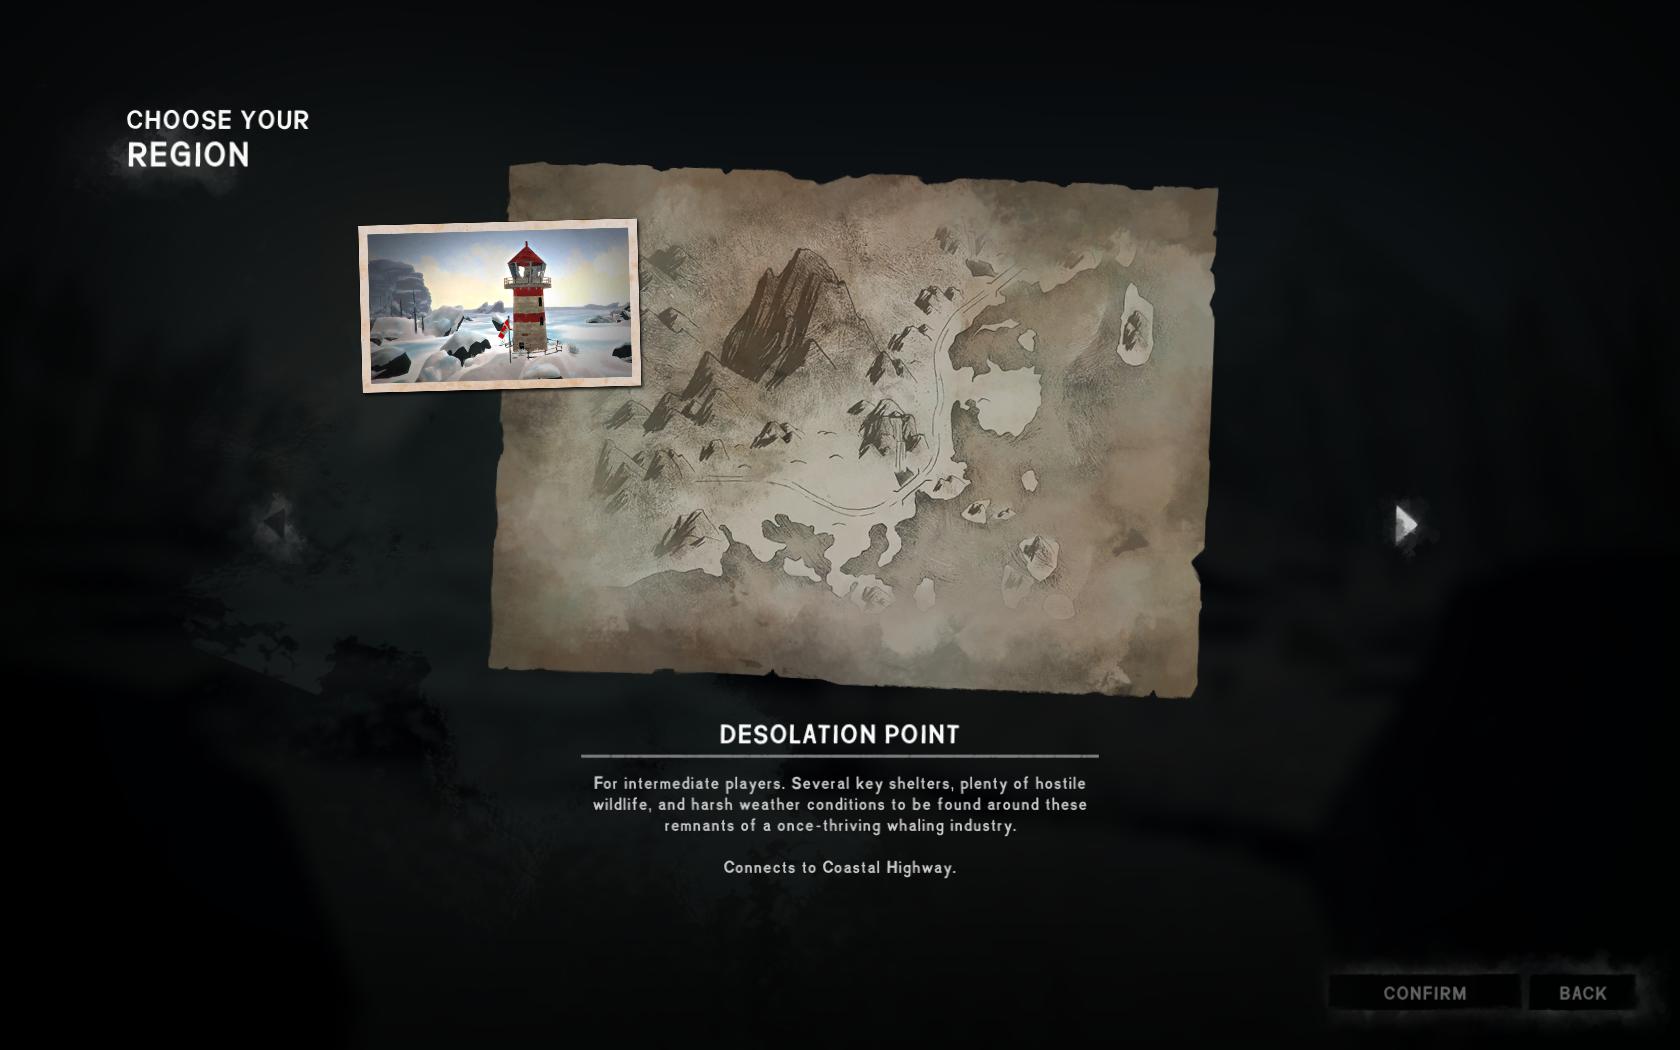 CHOOSE YOUR
REGION
DESOLATION POINT
For intermediate players. Several key shelters, plenty of hostile
wildlife, and harsh weather conditions to be found around these
remnants of a once-thriving whaling industry.
Connects to Coastal Highway.
CONFIRM
BACK